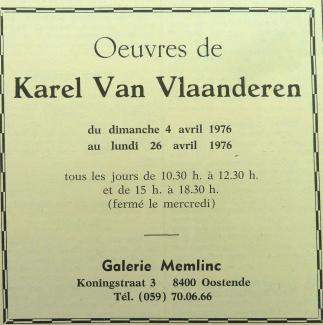 Oeuvres de
Karel Van Vlaanderen
du dimanche 4 avril 1976
au lundi 26 avril 1976
tous les jours de 10.30 h. à 12.30 h.
et de 15 h. à 18.30 h.
(fermé le mercredi)
Galerie Memlinc
Koningstraat 3 8400 Oostende
Tél. (059) 70.06.66